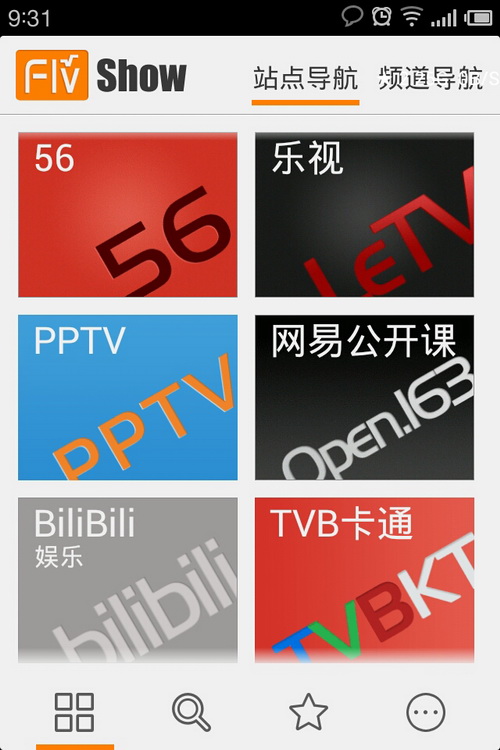 9:31
FLV Show
站点导航 频道导航
56
56
乐视
LeTV
PPTV
PPTV
网易公开课
Open.163
BiliBili
娱乐
bilibili
TVB卡通
TVBKT